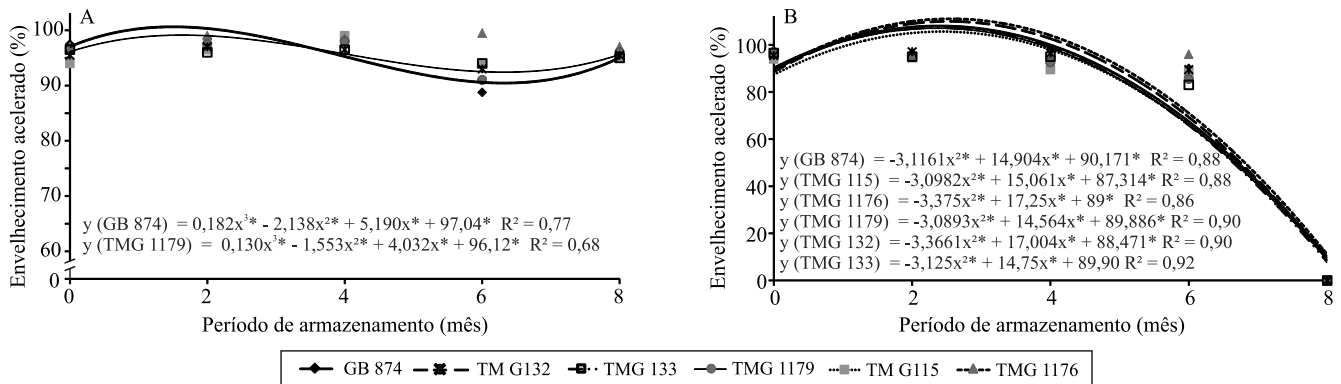 A
Envelhecimento acelerado (%)
100
90
80
70
60
0
y (GB 874) = 0,182x³* - 2,138x²* + 5,190x* + 97,04* R² = 0,77
y (TMG 1179) = 0,130x³* - 1,553x²* + 4,032x* + 96,12* R² = 0,68
0 2 4 6 8
Período de armazenamento (mês)
B
Envelhecimento acelerado (%)
100
80
60
40
20
0
y (GB 874) = -3,1161x²* + 14,904x* + 90,171* R² = 0,88
y (TMG 115) = -3,0982x²* + 15,061x* + 87,314* R² = 0,88
y (TMG 1176) = -3,375x²* + 17,25x* + 89* R² = 0,86
y (TMG 1179) = -3,0893x²* + 14,564x* + 89,886* R² = 0,90
y (TMG 132) = -3,3661x²* + 17,004x* + 88,471* R² = 0,90
y (TMG 133) = -3,125x²* + 14,75x* + 89,90 R² = 0,92
0 2 4 6 8
Período de armazenamento (mês)
GB 874 TM G132 TMG 133 TMG 1179 TM G115 TMG 1176